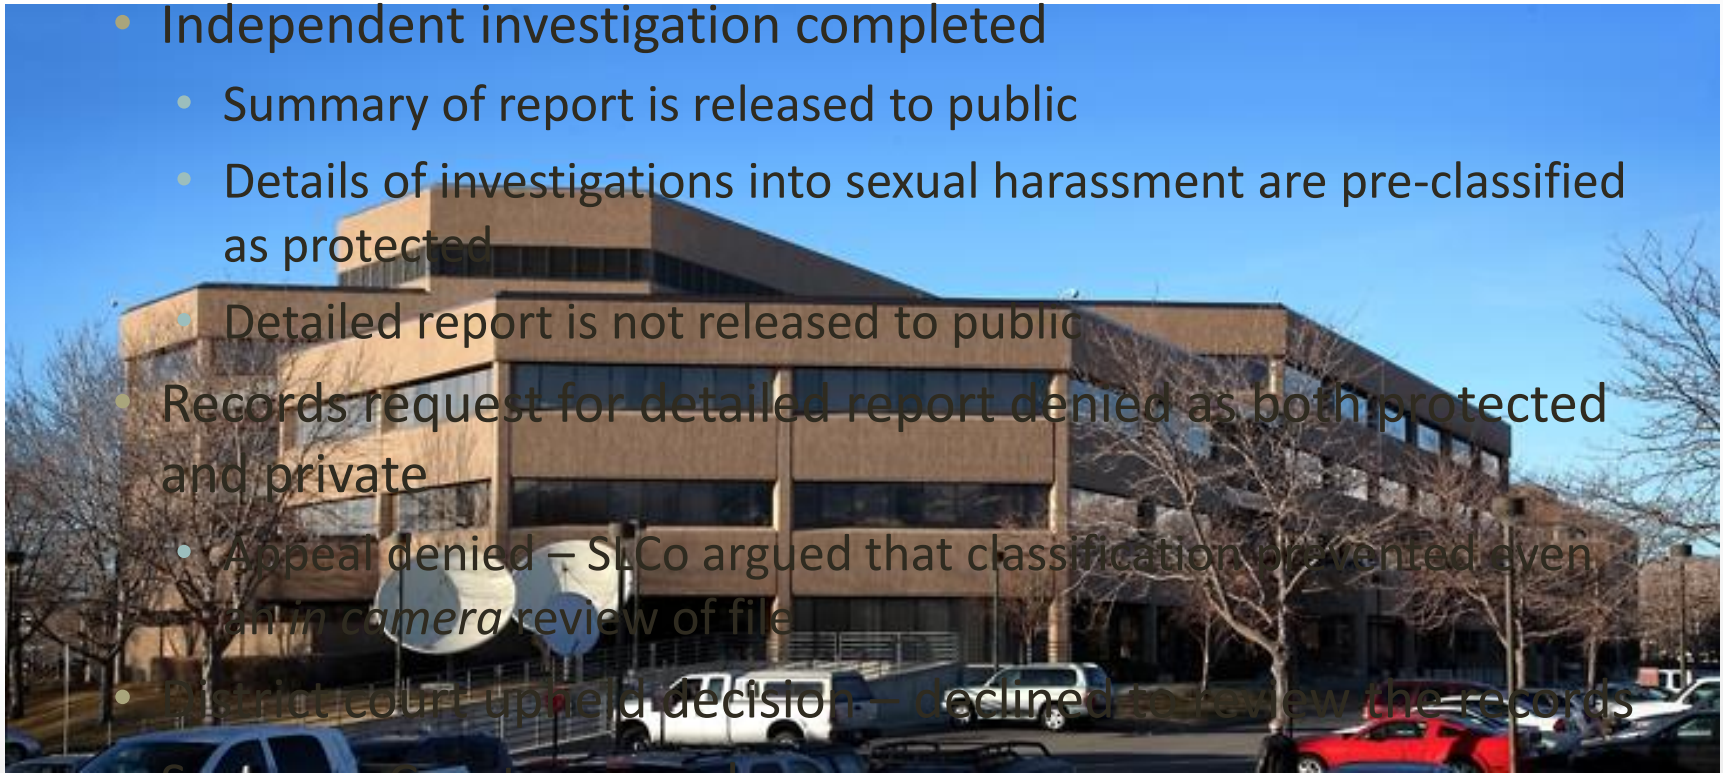 • Independent investigation completed
• Summary of report is released to public
• Details of investigations into sexual harassment are pre-classified
as protected
• Detailed report is not released to public
• Records request for detailed report denied as both protected
and private
• Appeal denied – SLCo argued that classification prevented even
an in camera review of file
• District court upheld decision – declined to review the records